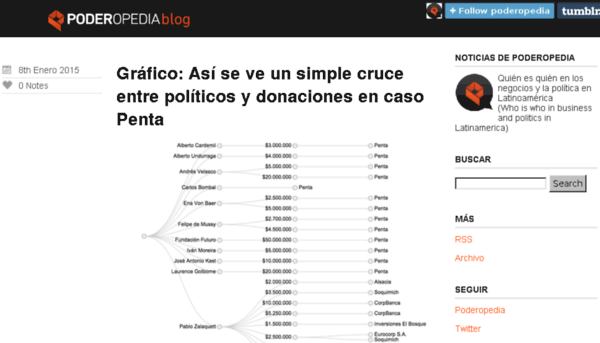 PODEROPEDIA blog
Follow poderopedia
tumblr
8th Enero 2015
0 Notes
Gráfico: Así se ve un simple cruce
entre políticos y donaciones en caso
Penta
Alberto Cardemil $3.000.000 Penta
Alberto Undurraga $4.000.000 Penta
$5.000.000 Penta
Andrés Velasco
$20.000.000 Penta
Carlos Bombal Penta
$2.500.000 Penta
Ena Von Baer
$5.000.000 Penta
$2.700.000 Penta
Felipe de Mussy
$4.500.000 Penta
Fundación Futuro $50.000.000 Penta
Iván Moreira $5.000.000 Penta
José Antonio Kast $10.000.000 Penta
Laurence Golborne $20.000.000 Penta
$2.000.000 Alsacia
$3.500.000 Soquimich
$10.000.000 CorpBanca
$5.250.000 CorpBanca
Pablo Zalaquett $1.500.000 Inversiones El Bosque
$2.500.000 Eurocorp S.A.
Soquimich
NOTICIAS DE PODEROPEDIA
Quién es quién en los
negocios y la política en
Latinoamérica
(Who is who in business
and politics in
Latinamerica)
BUSCAR
Search
MÁS
RSS
Archivo
SEGUIR
Poderopedia
Twitter